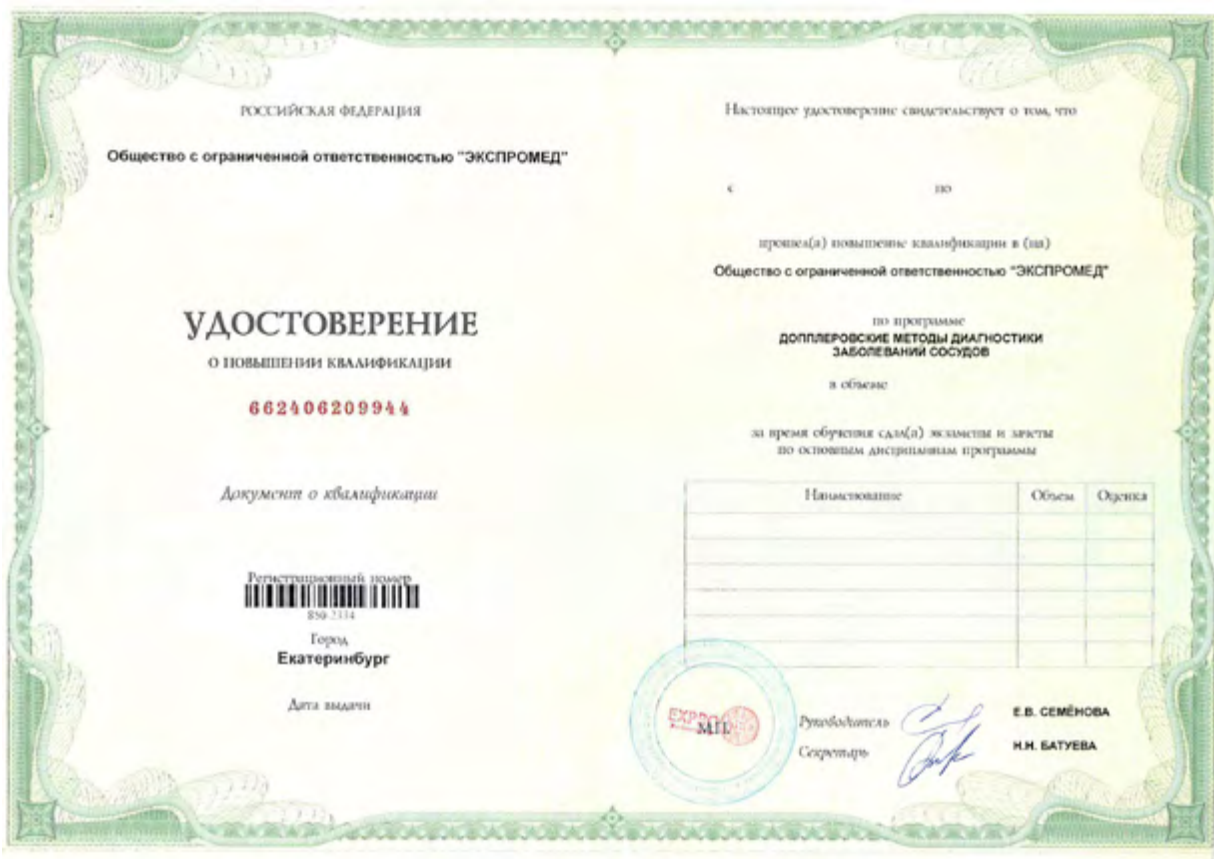 РОССИЙСКАЯ ФЕДЕРАЦИЯ
Общество с ограниченной ответственностью "ЭКСПРОМЕД"
УДОСТОВЕРЕНИЕ
О ПОВЫШЕНИИ КВАЛИФИКАЦИИ
662406209944
Документ о квалификации
Регистрационный номер
850-2334
Город
Екатеринбург
Дата выдачи
Настоящее удостоверение свидетельствует о том, что
с по
прошел(а) повышение квалификации в (на)
Общество с ограниченной ответственностью "ЭКСПРОМЕД"
по программе
ДОППЛЕРОВСКИЕ МЕТОДЫ ДИАГНОСТИКИ
ЗАБОЛЕВАНИЙ СОСУДОВ
в объеме
за время обучения сдал(а) экзамены и зачеты
по основным дисциплинам программы
Наименование Объем Оценка
М.П.
Руководитель Е.В. СЕМЁНОВА
Секретарь Н.Н. БАТУЕВА